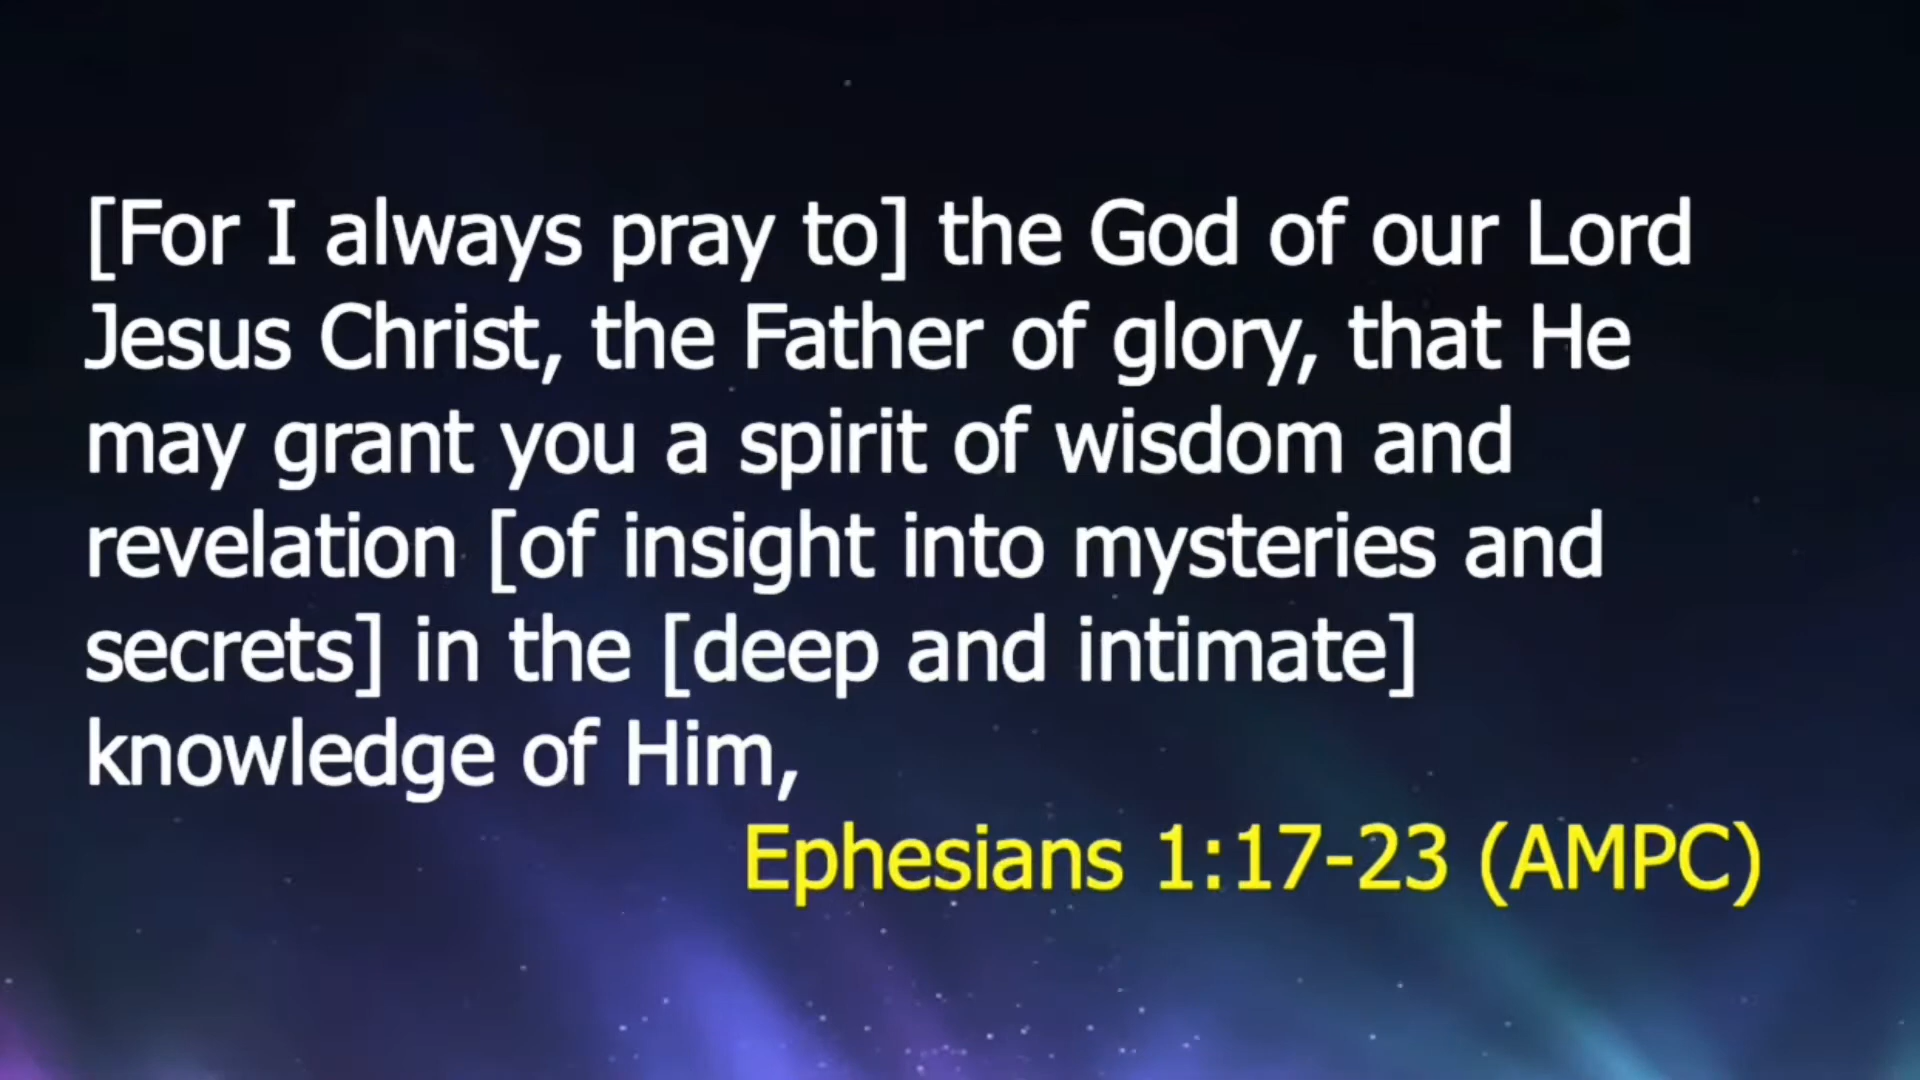 [For I always pray to] the God of our Lord
Jesus Christ, the Father of glory, that He
may grant you a spirit of wisdom and
revelation [of insight into mysteries and
secrets] in the [deep and intimate]
knowledge of Him,
Ephesians 1:17-23 (AMPC)